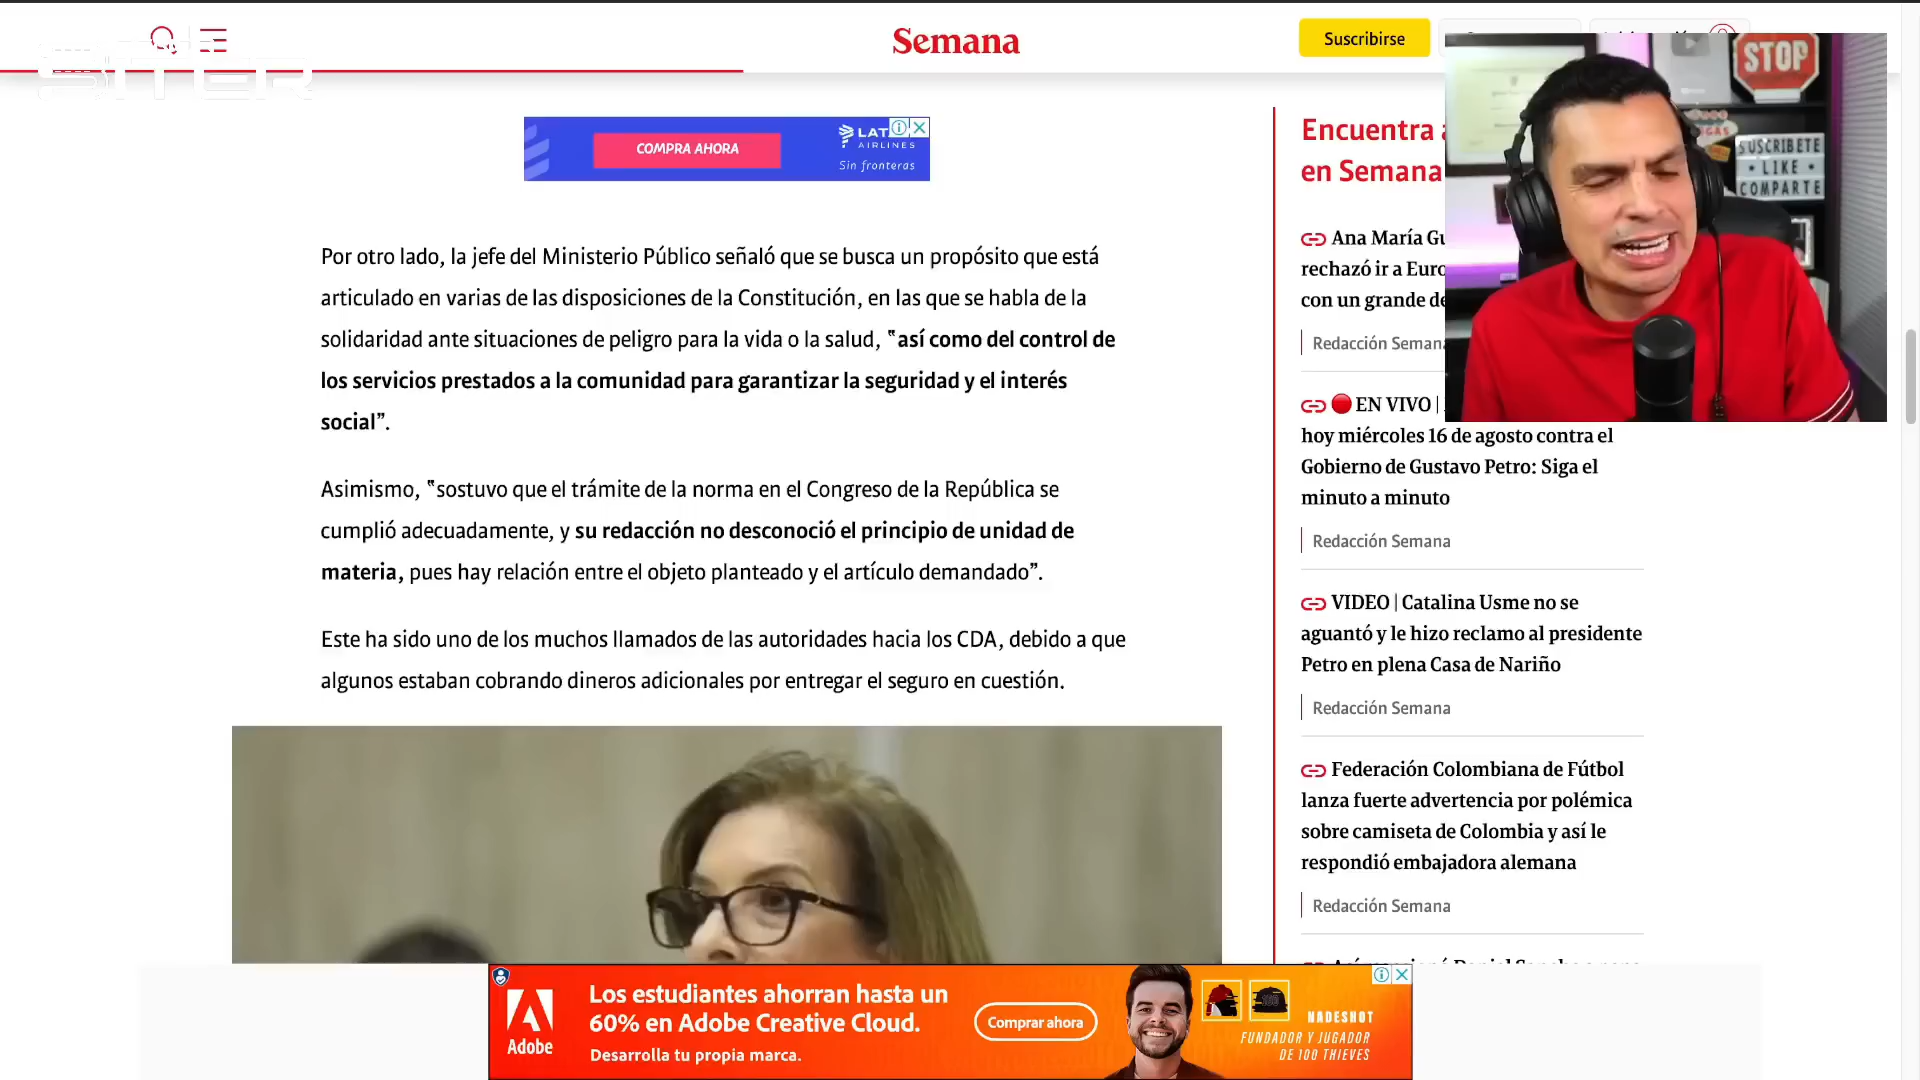 Semana
Suscribirse
SITER
COMPRA AHORA
LAT
AIRLINES
Sin fronteras
Por otro lado, la jefe del Ministerio Público señaló que se busca un propósito que está
articulado en varias de las disposiciones de la Constitución, en las que se habla de la
solidaridad ante situaciones de peligro para la vida o la salud, “así como del control de
los servicios prestados a la comunidad para garantizar la seguridad y el interés
social”.
Asimismo, “sostuvo que el trámite de la norma en el Congreso de la República se
cumplió adecuadamente, y su redacción no desconoció el principio de unidad de
materia, pues hay relación entre el objeto planteado y el artículo demandado”.
Este ha sido uno de los muchos llamados de las autoridades hacia los CDA, debido a que
algunos estaban cobrando dineros adicionales por entregar el seguro en cuestión.
Encuentra
en Semana
Ana María
rechazó ir a
con un grande
Redacción Semana
EN VIVO |
hoy miércoles 16 de agosto contra el
Gobierno de Gustavo Petro: Siga el
minuto a minuto
Redacción Semana
VIDEO | Catalina Usme no se
aguantó y le hizo reclamo al presidente
Petro en plena Casa de Nariño
Redacción Semana
Federación Colombiana de Fútbol
lanza fuerte advertencia por polémica
sobre camiseta de Colombia y así le
respondió embajadora alemana
Redacción Semana
STOP
SUSCRIBETE
• LIKE •
COMPARTE
Adobe
Los estudiantes ahorran hasta un
60% en Adobe Creative Cloud.
Desarrolla tu propia marca.
Comprar ahora
NADESHOT
FUNDADOR Y JUGADOR
DE 100 THIEVES